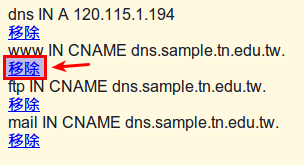 dns IN A 120.115.1.194
移除
www IN CNAME dns.sample.tn.edu.tw.
移除
ftp IN CNAME dns.sample.tn.edu.tw.
移除
mail IN CNAME dns.sample.tn.edu.tw.
移除